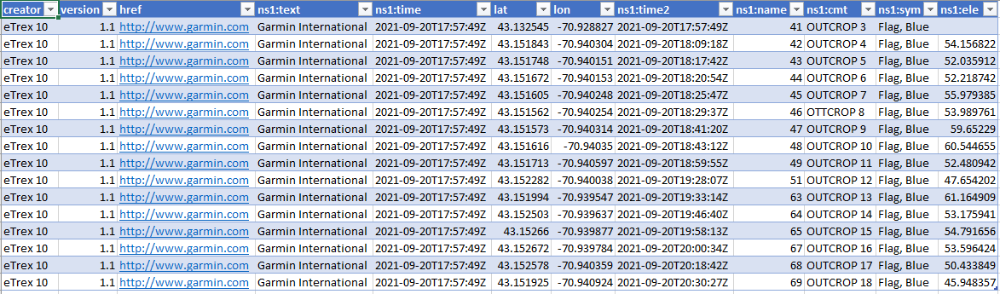 creator version href ns1:text ns1:time lat lon ns1:time2 ns1:name ns1:cmt ns1:sym ns1:ele
eTrex 10 1.1 http://www.garmin.com Garmin International 2021-09-20T17:57:49Z 43.132545 -70.928827 2021-09-20T17:57:49Z 41 OUTCROP 3 Flag, Blue
eTrex 10 1.1 http://www.garmin.com Garmin International 2021-09-20T17:57:49Z 43.151843 -70.940304 2021-09-20T18:09:18Z 42 OUTCROP 4 Flag, Blue 54.156822
eTrex 10 1.1 http://www.garmin.com Garmin International 2021-09-20T17:57:49Z 43.151748 -70.940151 2021-09-20T18:17:42Z 43 OUTCROP 5 Flag, Blue 52.035912
eTrex 10 1.1 http://www.garmin.com Garmin International 2021-09-20T17:57:49Z 43.151672 -70.940153 2021-09-20T18:20:54Z 44 OUTCROP 6 Flag, Blue 52.218742
eTrex 10 1.1 http://www.garmin.com Garmin International 2021-09-20T17:57:49Z 43.151605 -70.940248 2021-09-20T18:25:47Z 45 OUTCROP 7 Flag, Blue 55.979385
eTrex 10 1.1 http://www.garmin.com Garmin International 2021-09-20T17:57:49Z 43.151562 -70.940254 2021-09-20T18:29:37Z 46 OTTCROP 8 Flag, Blue 53.989761
eTrex 10 1.1 http://www.garmin.com Garmin International 2021-09-20T17:57:49Z 43.151573 -70.940314 2021-09-20T18:41:20Z 47 OUTCROP 9 Flag, Blue 59.65229
eTrex 10 1.1 http://www.garmin.com Garmin International 2021-09-20T17:57:49Z 43.151616 -70.94035 2021-09-20T18:43:12Z 48 OUTCROP 10 Flag, Blue 60.544655
eTrex 10 1.1 http://www.garmin.com Garmin International 2021-09-20T17:57:49Z 43.151713 -70.940597 2021-09-20T18:59:55Z 49 OUTCROP 11 Flag, Blue 52.480942
eTrex 10 1.1 http://www.garmin.com Garmin International 2021-09-20T17:57:49Z 43.152282 -70.940038 2021-09-20T19:28:07Z 51 OUTCROP 12 Flag, Blue 47.654202
eTrex 10 1.1 http://www.garmin.com Garmin International 2021-09-20T17:57:49Z 43.151994 -70.939547 2021-09-20T19:33:14Z 63 OUTCROP 13 Flag, Blue 61.164909
eTrex 10 1.1 http://www.garmin.com Garmin International 2021-09-20T17:57:49Z 43.152503 -70.939637 2021-09-20T19:46:40Z 64 OUTCROP 14 Flag, Blue 53.175941
eTrex 10 1.1 http://www.garmin.com Garmin International 2021-09-20T17:57:49Z 43.15266 -70.939877 2021-09-20T19:58:13Z 65 OUTCROP 15 Flag, Blue 54.791656
eTrex 10 1.1 http://www.garmin.com Garmin International 2021-09-20T17:57:49Z 43.152672 -70.939784 2021-09-20T20:00:34Z 67 OUTCROP 16 Flag, Blue 53.596424
eTrex 10 1.1 http://www.garmin.com Garmin International 2021-09-20T17:57:49Z 43.152578 -70.940359 2021-09-20T20:18:42Z 68 OUTCROP 17 Flag, Blue 50.433849
eTrex 10 1.1 http://www.garmin.com Garmin International 2021-09-20T17:57:49Z 43.151925 -70.940924 2021-09-20T20:30:27Z 69 OUTCROP 18 Flag, Blue 45.948357